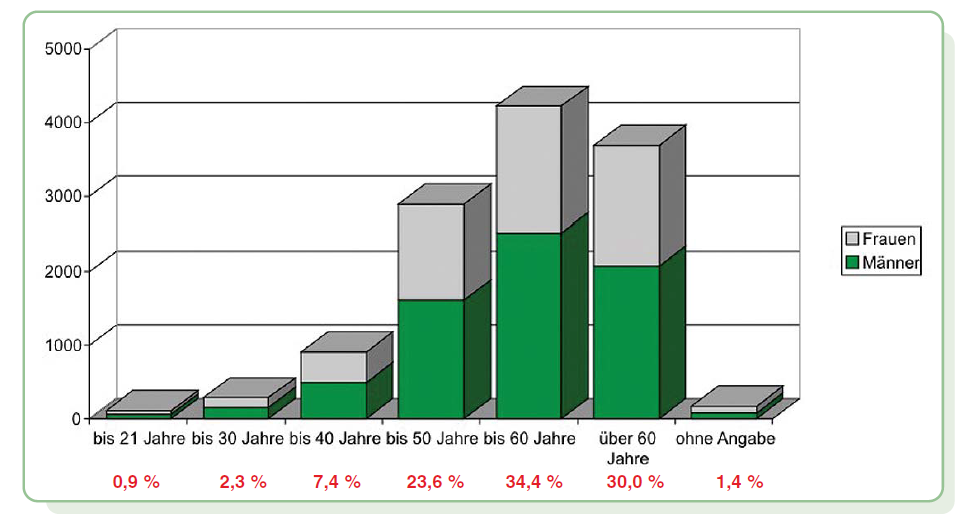 5000
4000
3000
2000
1000
0
Frauen
Männer
bis 21 Jahre bis 30 Jahre bis 40 Jahre bis 50 Jahre bis 60 Jahre über 60 Jahre ohne Angabe
0,9 % 2,3 % 7,4 % 23,6 % 34,4 % 30,0 % 1,4 %